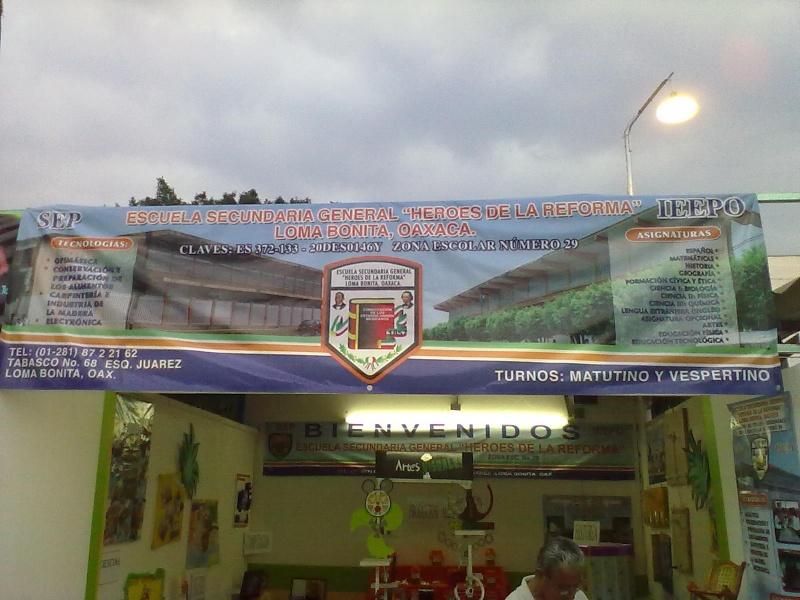 SEP
ESCUELA SECUNDARIA GENERAL "HEROES DE LA REFORMA"
LOMA BONITA, OAXACA.
IEEPO
CLAVES: ES 372-133 - 20DES0146Y ZONA ESCOLAR NÚMERO 29
TECNOLOGÍAS:
OFIMÁTICA
CONSERVACIÓN Y
PREPARACIÓN DE
LOS ALIMENTOS
CARPINTERÍA E
INDUSTRIA DE
LA MADERA
ELECTRÓNICA
ESCUELA SECUNDARIA GENERAL
"HEROES DE LA REFORMA"
LOMA BONITA, OAXACA.
ASIGNATURAS
ESPAÑOL
MATEMÁTICAS
HISTORIA
GEOGRAFÍA
FORMACIÓN CÍVICA Y ÉTICA
CIENCIA I: BIOLOGÍA
CIENCIA II: FÍSICA
CIENCIA III: QUÍMICA
LENGUA EXTRANJERA (INGLÉS)
ASIGNATURA OPCIONAL
ARTES
EDUCACIÓN FÍSICA
EDUCACIÓN TECNOLÓGICA
TEL: (01-281) 87 2 21 62
TABASCO No. 68 ESQ. JUAREZ
LOMA BONITA, OAX.
TURNOS: MATUTINO Y VESPERTINO
BIENVENIDOS
ESCUELA SECUNDARIA GENERAL "HEROES DE LA REFORMA"
Artes